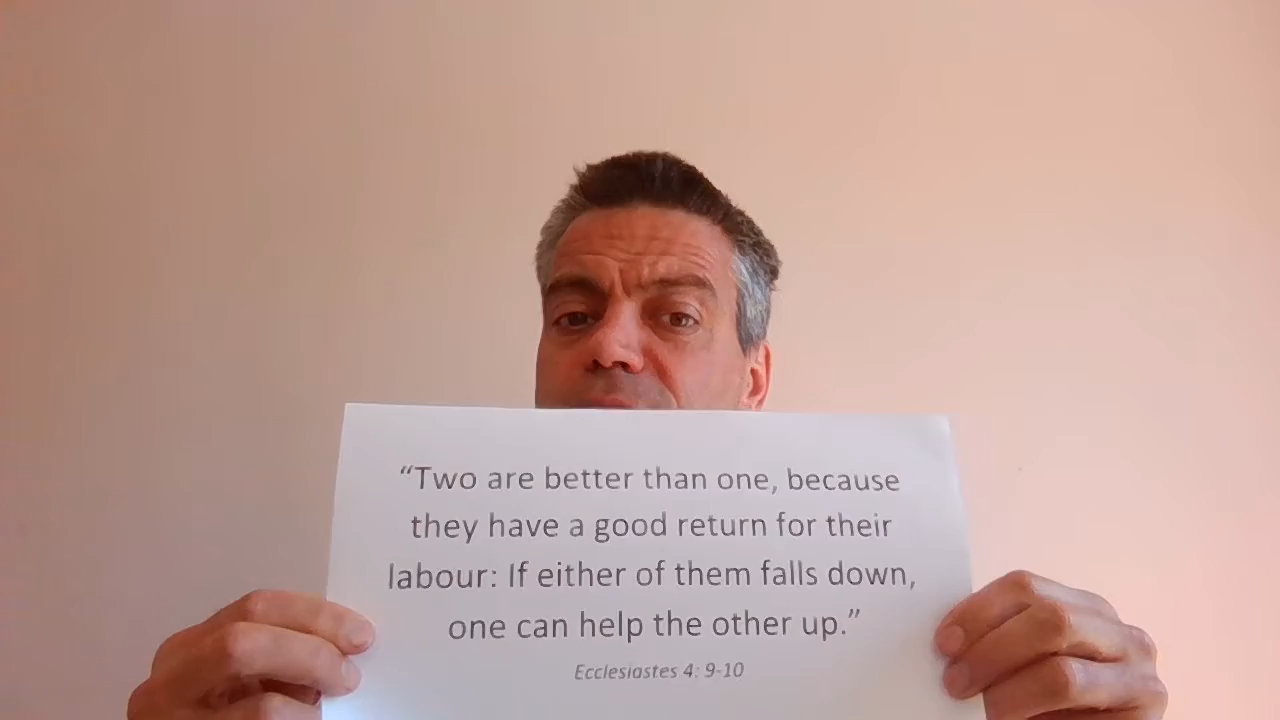 “Two are better than one, because
they have a good return for their
labour: If either of them falls down,
one can help the other up.”
Ecclesiastes 4: 9-10